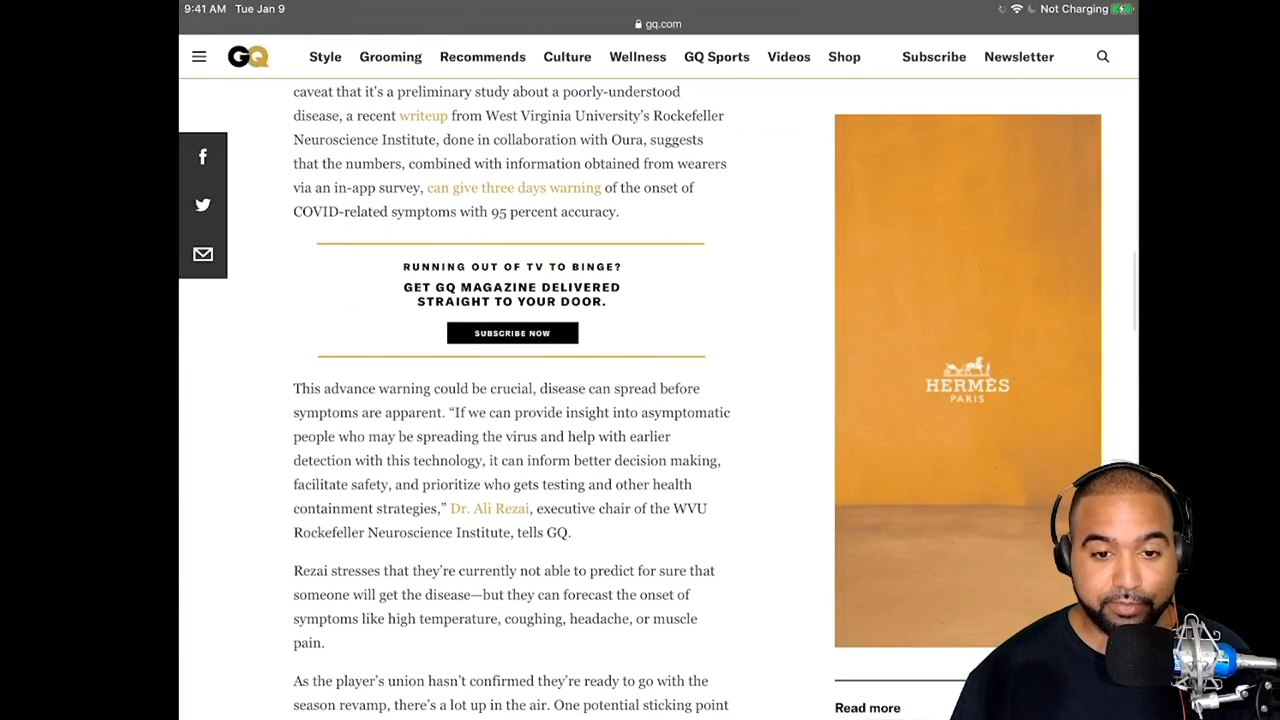 9:41 AM Tue Jan 9
Not Charging
gq.com
GQ
Style Grooming Recommends Culture Wellness GQ Sports Videos Shop Subscribe Newsletter
caveat that it's a preliminary study about a poorly-understood
disease, a recent writeup from West Virginia University's Rockefeller
Neuroscience Institute, done in collaboration with Oura, suggests
that the numbers, combined with information obtained from wearers
via an in-app survey, can give three days warning of the onset of
COVID-related symptoms with 95 percent accuracy.
RUNNING OUT OF TV TO BINGE?
GET GQ MAGAZINE DELIVERED
STRAIGHT TO YOUR DOOR.
SUBSCRIBE NOW
This advance warning could be crucial, disease can spread before
symptoms are apparent. “If we can provide insight into asymptomatic
people who may be spreading the virus and help with earlier
detection with this technology, it can inform better decision making,
facilitate safety, and prioritize who gets testing and other health
containment strategies,” Dr. Ali Rezai, executive chair of the WVU
Rockefeller Neuroscience Institute, tells GQ.
Rezai stresses that they’re currently not able to predict for sure that
someone will get the disease—but they can forecast the onset of
symptoms like high temperature, coughing, headache, or muscle
pain.
As the player’s union hasn’t confirmed they’re ready to go with the
season revamp, there’s a lot up in the air. One potential sticking point
HERMÈS
PARIS
Read more